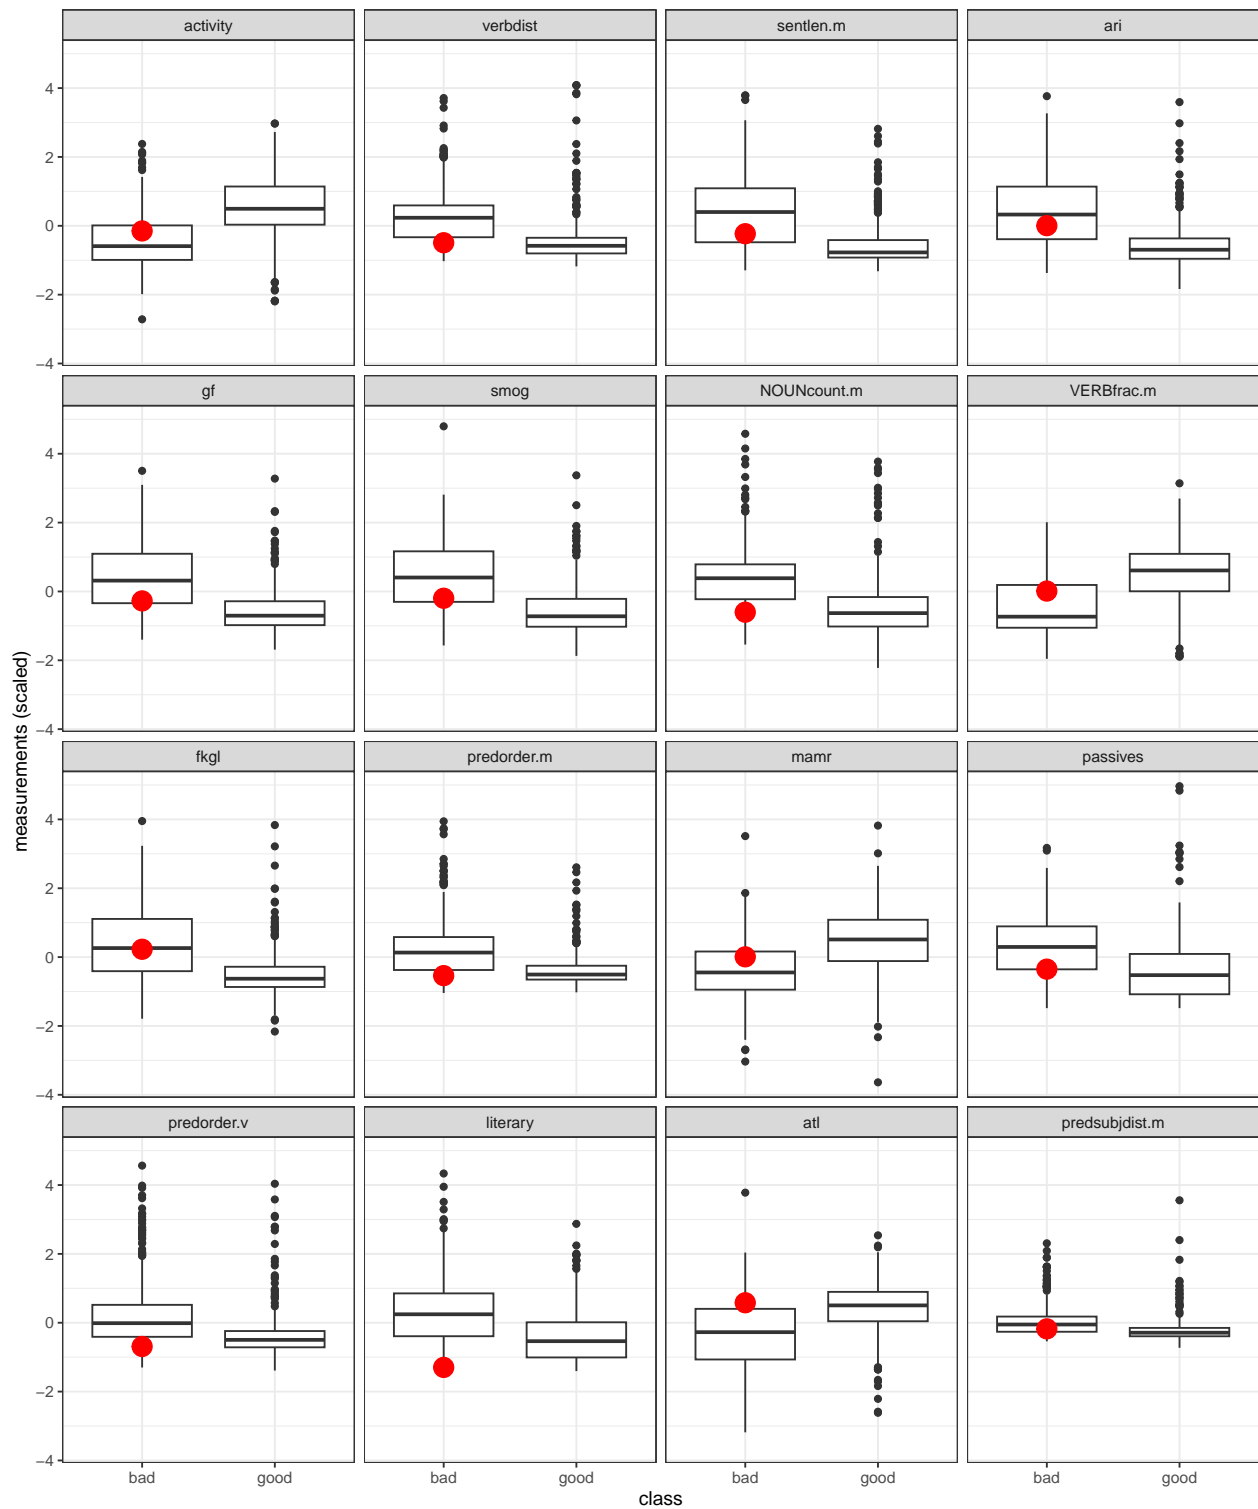 activity verbdist sentlen.m ari
4
2
0
−2
−4
gf smog NOUNcount.m VERBfrac.m
4
2
0
−2
−4
fkgl predorder.m mamr passives
4
2
0
−2
−4
predorder.v literary atl predsubjdist.m
4
2
0
−2
−4
measurements (scaled)
bad good bad good bad good bad good
class